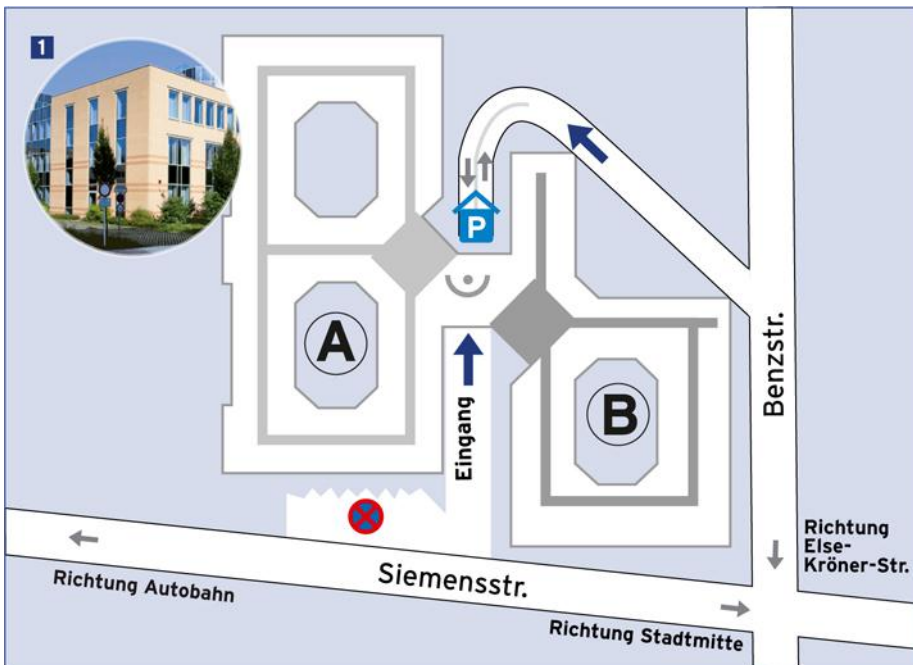 1
P
A
B
Eingang
Benzstr.
Siemensstr.
Richtung
Else-
Kröner-Str.
Richtung Autobahn
Richtung Stadtmitte